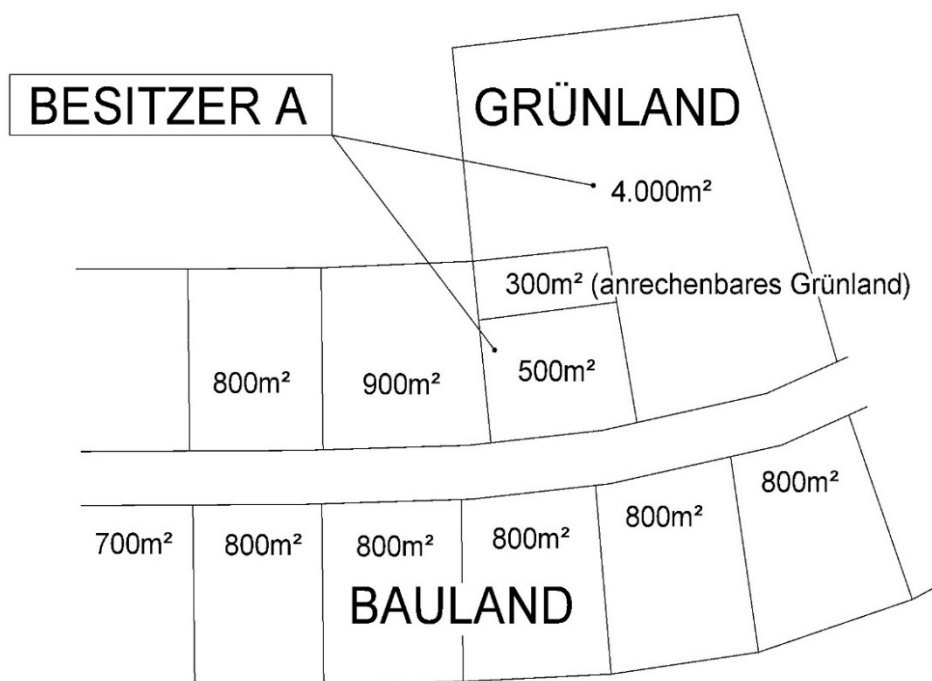 BESITZER A
GRÜNLAND
4.000m²
300m² (anrechenbares Grünland)
800m²
900m²
500m²
700m²
800m²
800m²
800m²
800m²
800m²
BAULAND